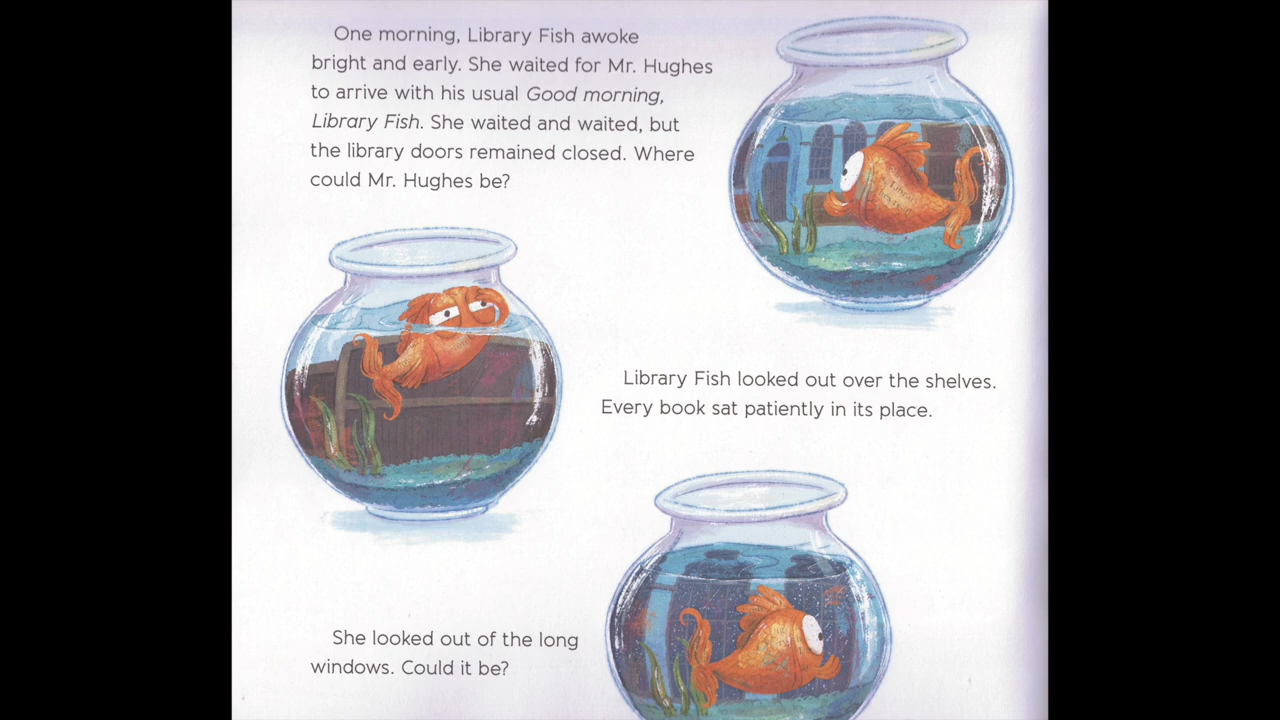 One morning, Library Fish awoke
bright and early. She waited for Mr. Hughes
to arrive with his usual Good morning,
Library Fish. She waited and waited, but
the library doors remained closed. Where
could Mr. Hughes be?
Library Fish looked out over the shelves.
Every book sat patiently in its place.
She looked out of the long
windows. Could it be?